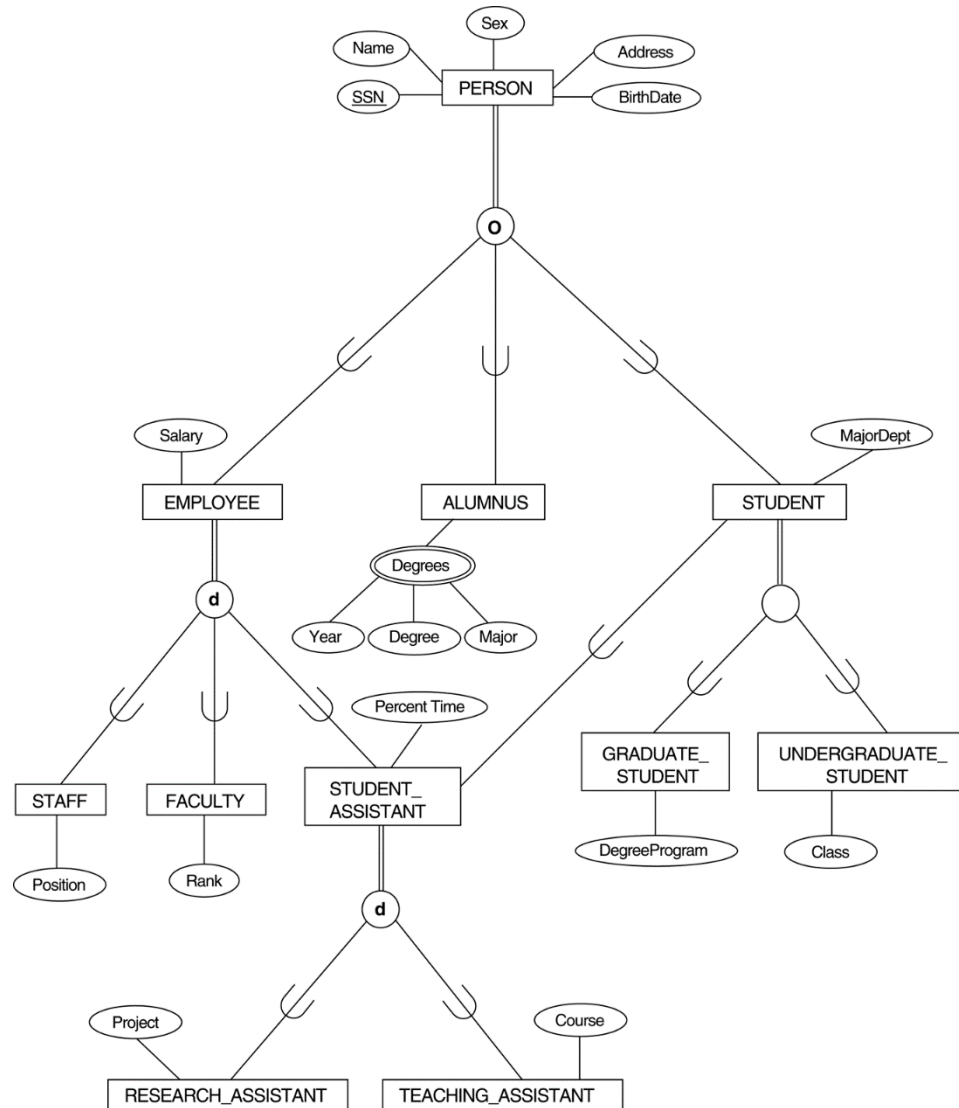 Sex
Name
Address
PERSON
SSN
BirthDate
O
Salary
MajorDept
EMPLOYEE
ALUMNUS
STUDENT
Degrees
d
Year
Degree
Major
Percent Time
GRADUATE_
STUDENT
UNDERGRADUATE_
STUDENT
STAFF
FACULTY
STUDENT_
ASSISTANT
DegreeProgram
Class
Position
Rank
d
Project
Course
RESEARCH_ASSISTANT
TEACHING_ASSISTANT